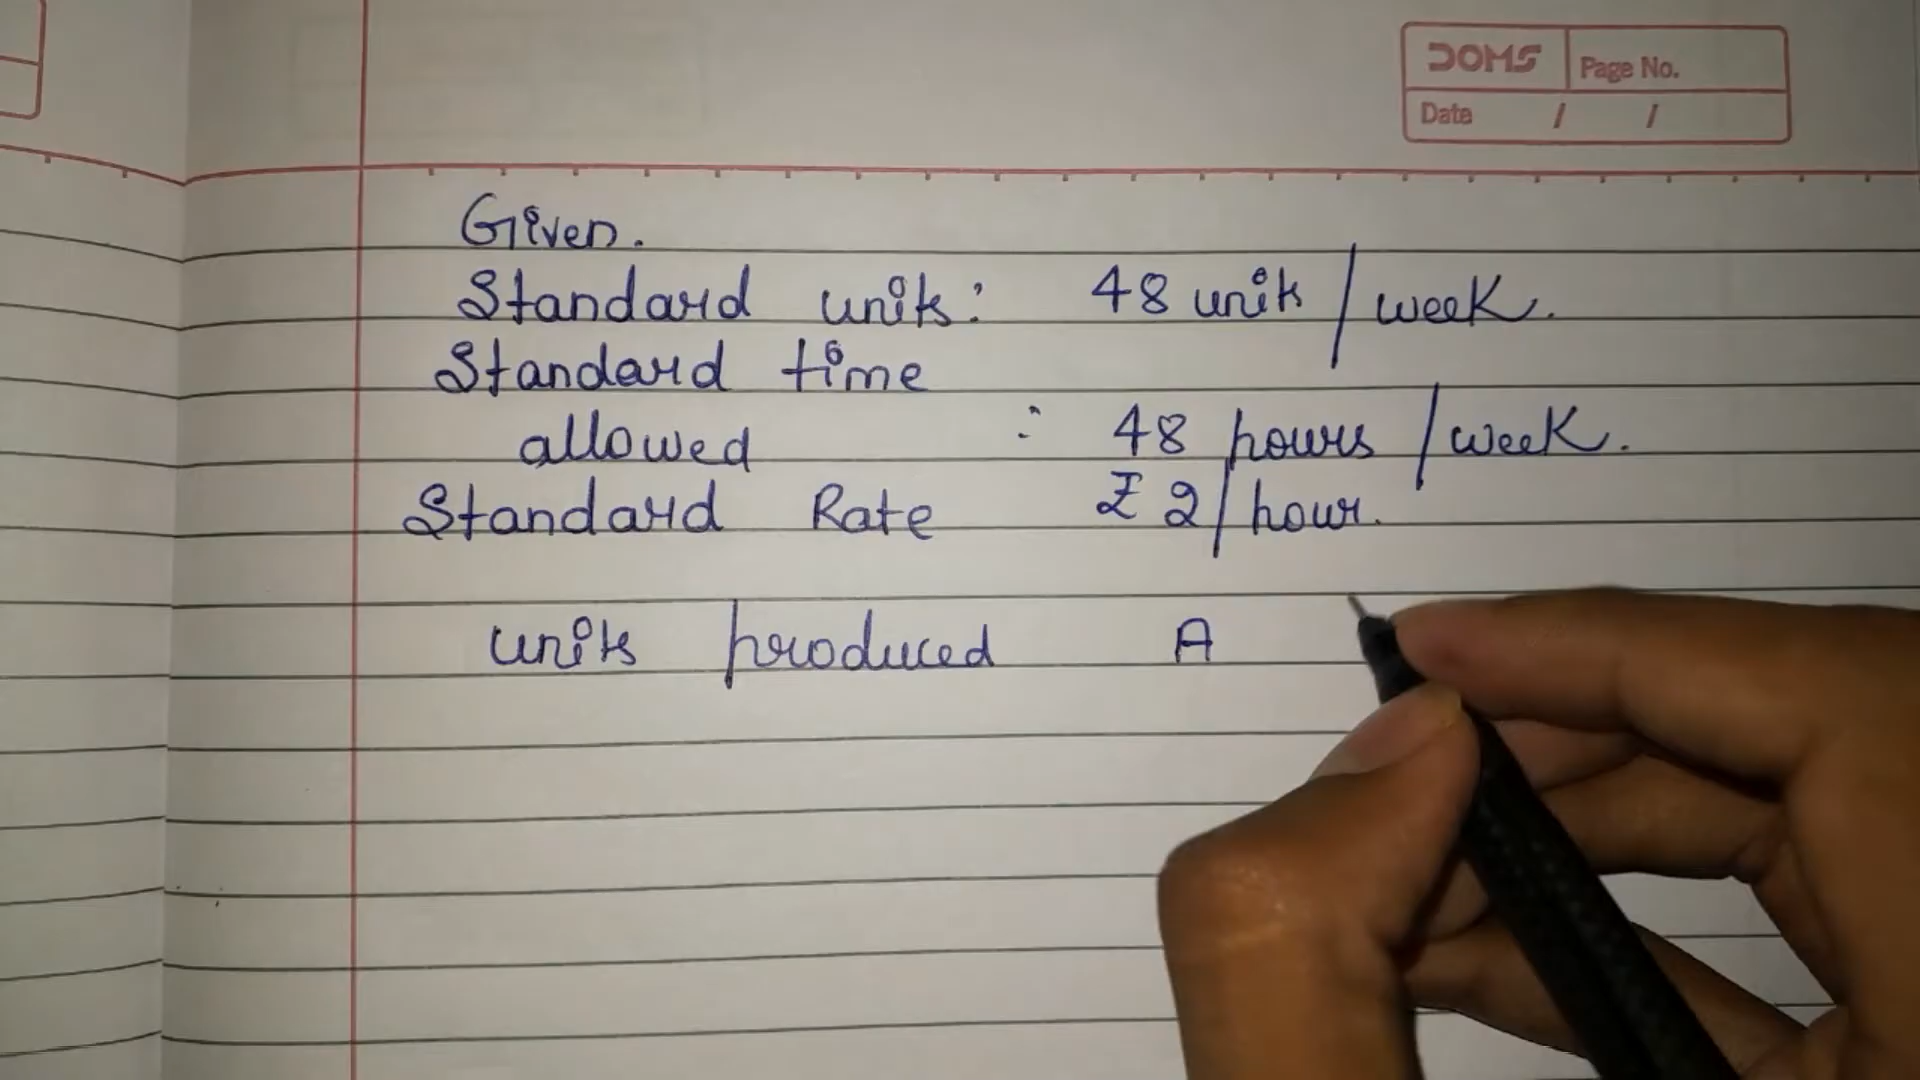 DOMS
Page No.
Date / /
Given.
Standard units: 48 units / week.
Standard time
allowed : 48 hours / week.
Standard Rate ₹ 2 / hour.
units produced A